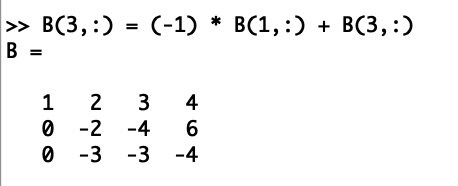 >> B(3,:) = (-1) * B(1,:) + B(3,:)
B =
1 2 3 4
0 -2 -4 6
0 -3 -3 -4